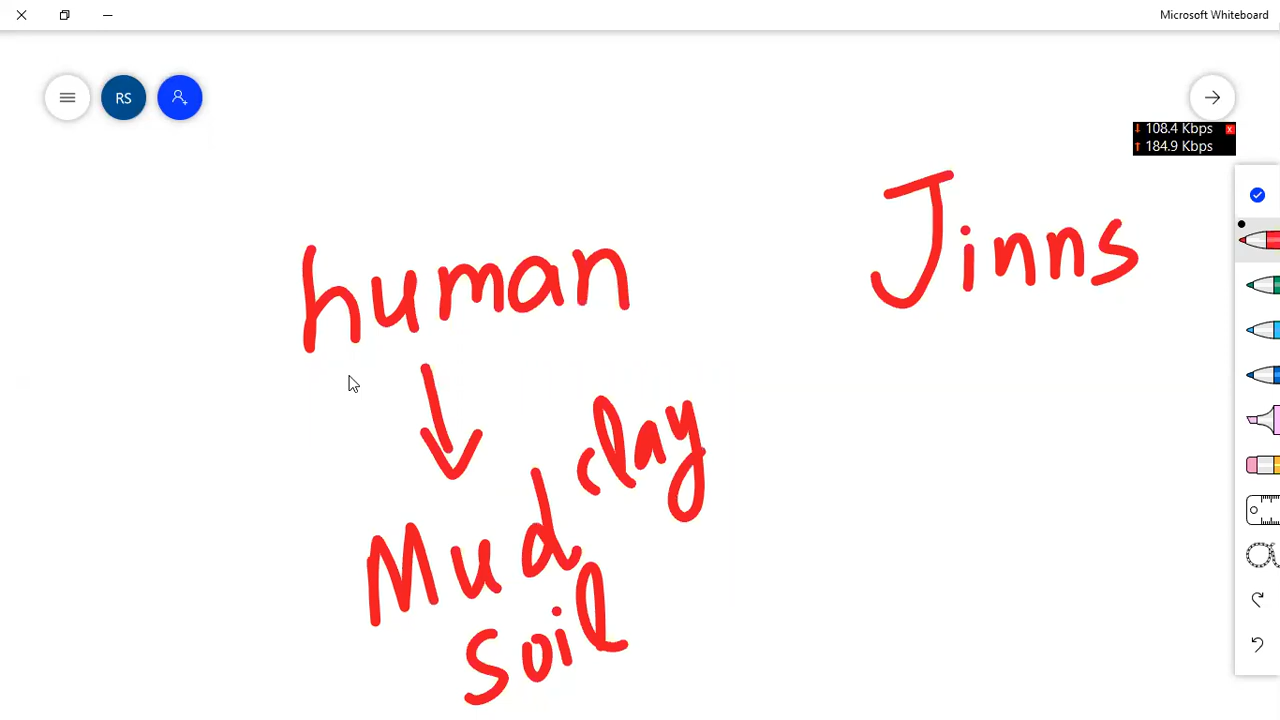 Microsoft Whiteboard
RS
108.4 Kbps x
184.9 Kbps
Jinns
human
clay
Mud
Soil